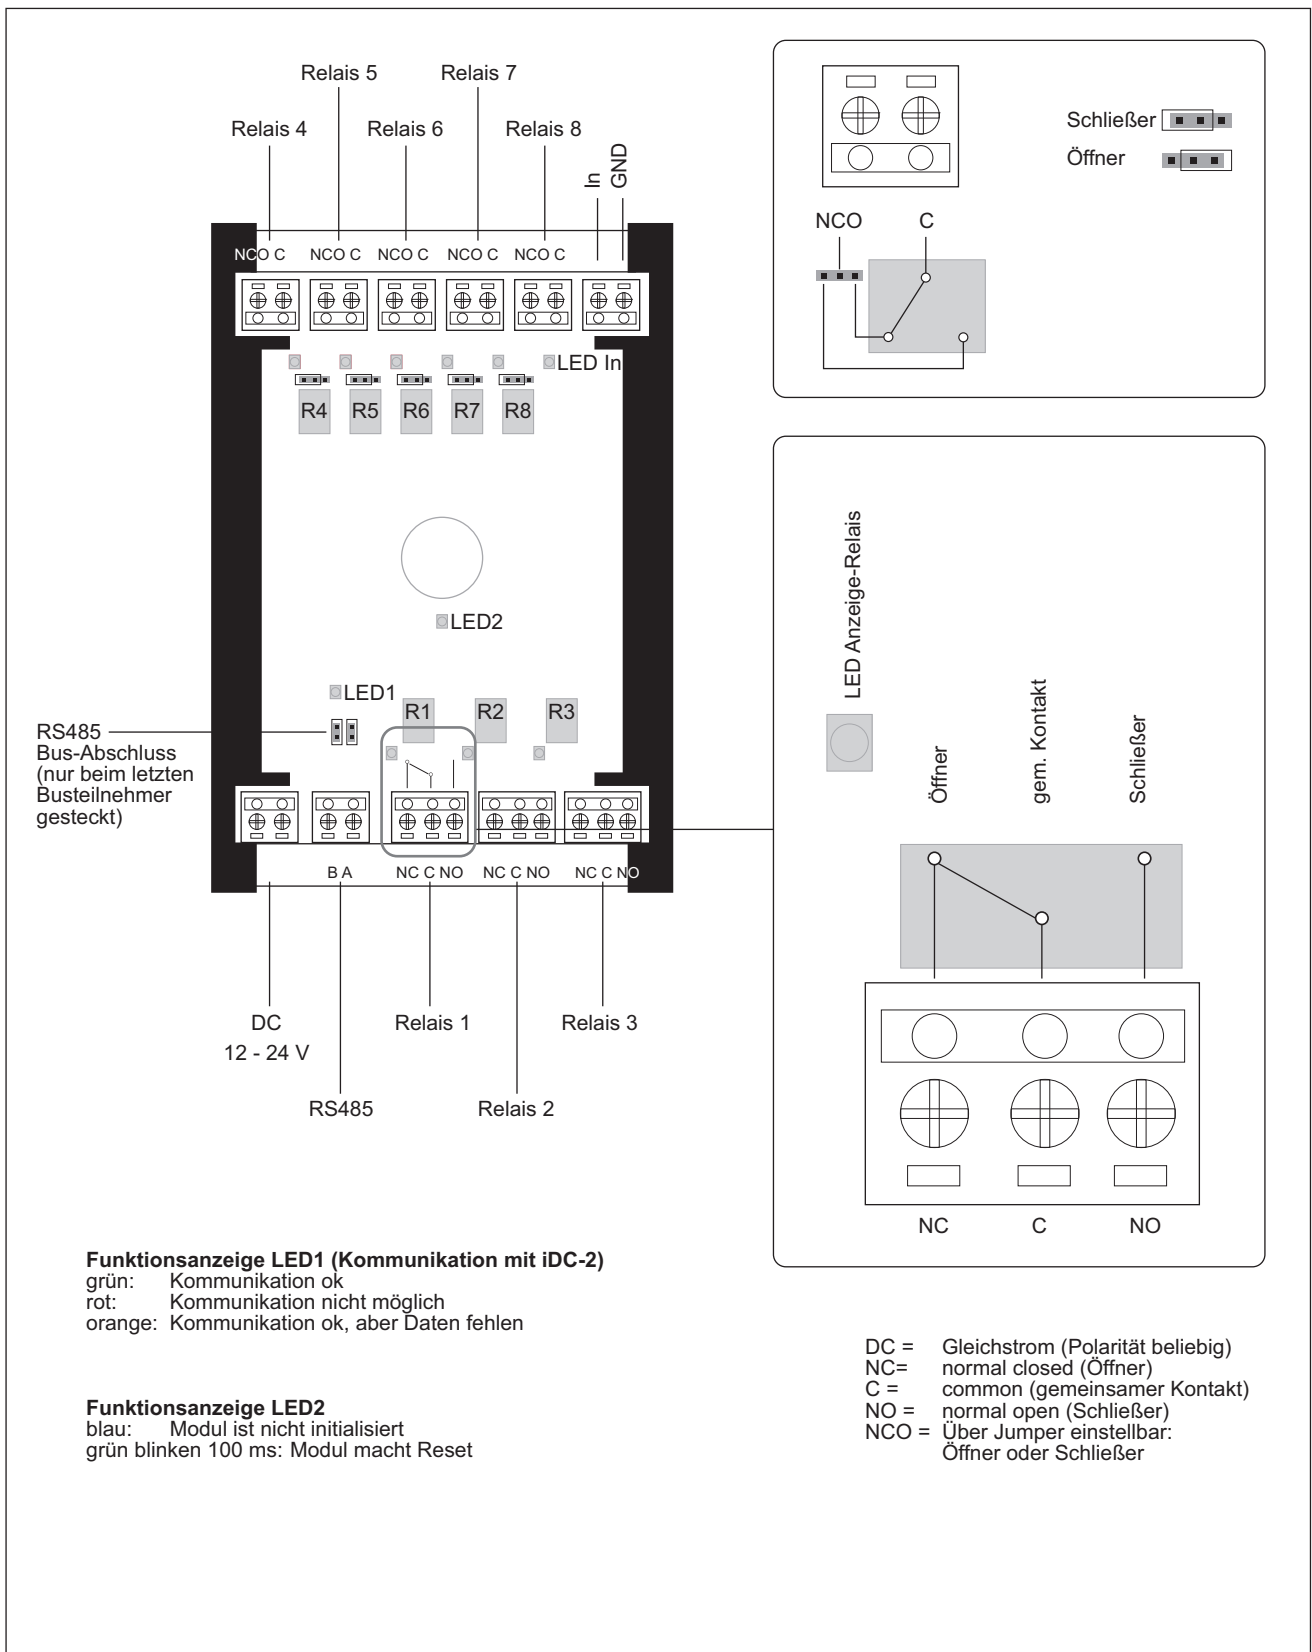 Relais 5
Relais 7
Relais 4
Relais 6
Relais 8
In
GND
NCO C
NCO C
NCO C
NCO C
NCO C
LED In
R4
R5
R6
R7
R8
LED2
LED1
R1
R2
R3
RS485
Bus-Abschluss
(nur beim letzten
Busteilnehmer
gesteckt)
B A
NC C NO
NC C NO
NC C NO
DC
12 - 24 V
Relais 1
Relais 3
RS485
Relais 2
Schließer
Öffner
NCO
C
LED Anzeige-Relais
Öffner
gem. Kontakt
Schließer
NC
C
NO
Funktionsanzeige LED1 (Kommunikation mit iDC-2)
grün: Kommunikation ok
rot: Kommunikation nicht möglich
orange: Kommunikation ok, aber Daten fehlen
Funktionsanzeige LED2
blau: Modul ist nicht initialisiert
grün blinken 100 ms: Modul macht Reset
DC = Gleichstrom (Polarität beliebig)
NC= normal closed (Öffner)
C = common (gemeinsamer Kontakt)
NO = normal open (Schließer)
NCO = Über Jumper einstellbar:
Öffner oder Schließer